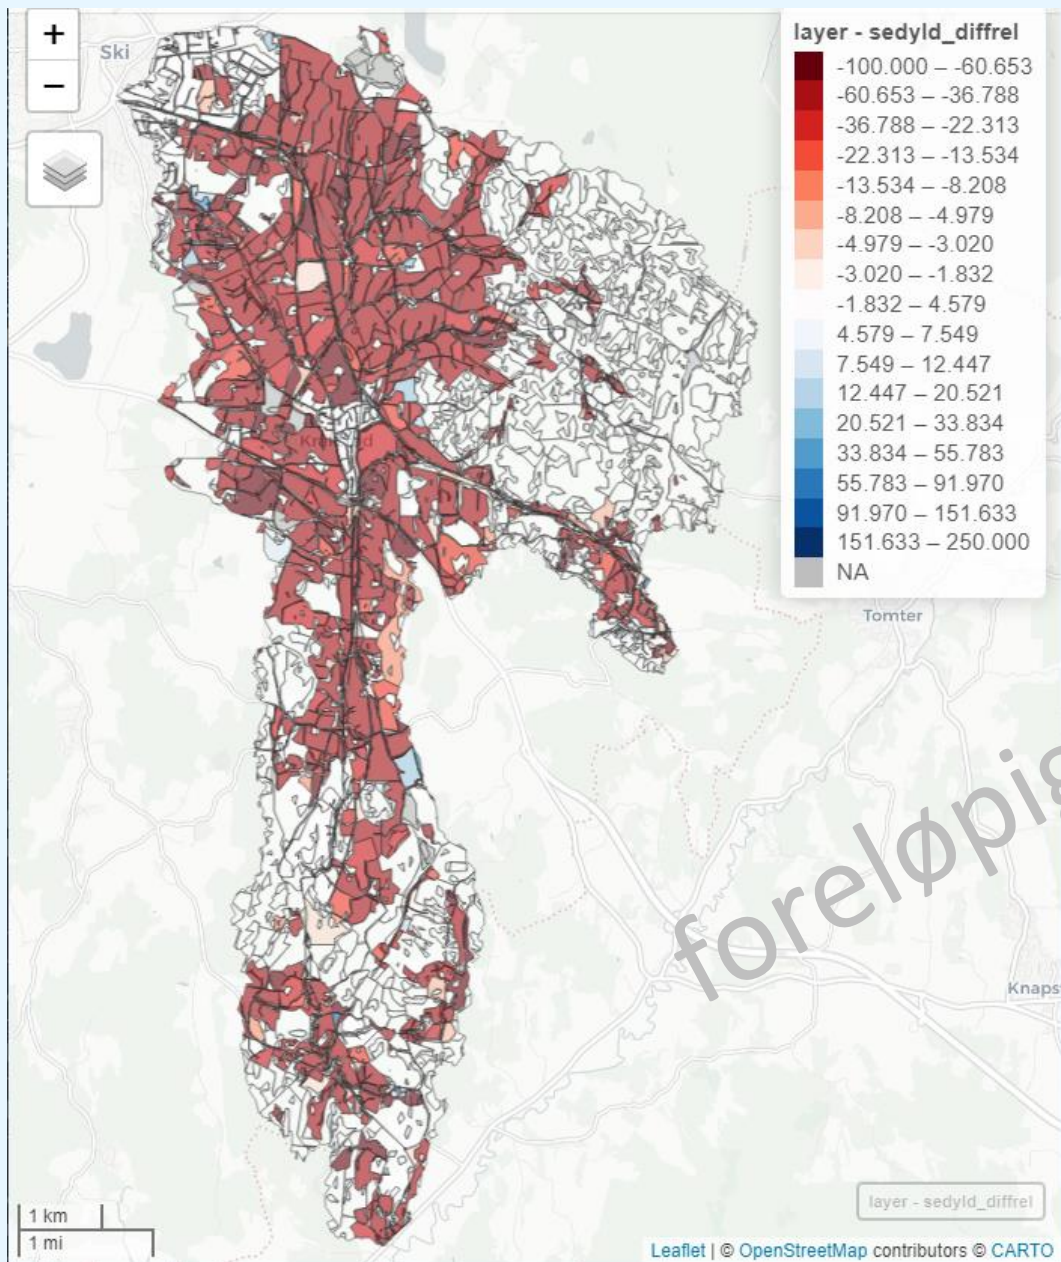 +
−
Ski
layer - sedyld_diffrel
-100.000 – -60.653
-60.653 – -36.788
-36.788 – -22.313
-22.313 – -13.534
-13.534 – -8.208
-8.208 – -4.979
-4.979 – -3.020
-3.020 – -1.832
-1.832 – 4.579
4.579 – 7.549
7.549 – 12.447
12.447 – 20.521
20.521 – 33.834
33.834 – 55.783
55.783 – 91.970
91.970 – 151.633
151.633 – 250.000
NA
Tomter
foreløpig
Knaps
layer - sedyld_diffrel
1 km
1 mi
Leaflet | © OpenStreetMap contributors © CARTO